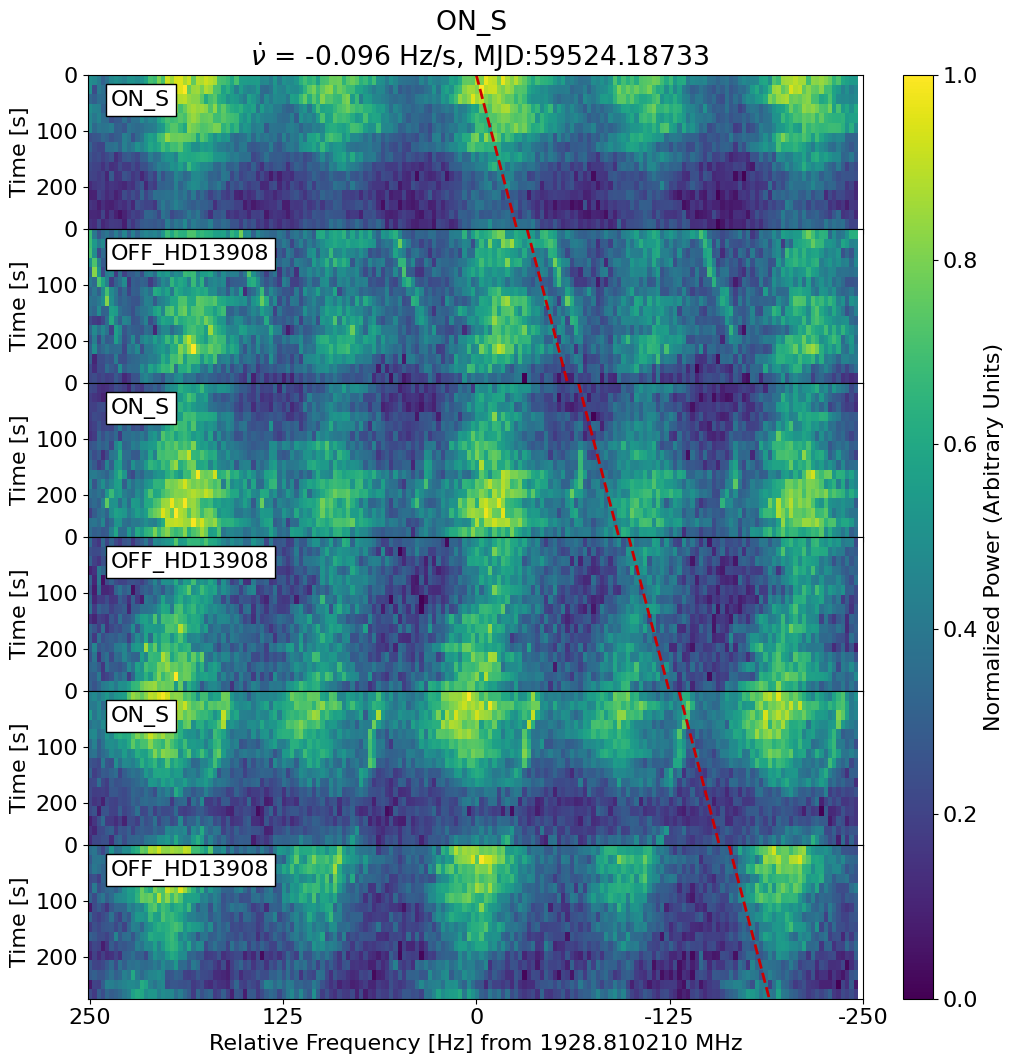 ON_S
ν̇ = -0.096 Hz/s, MJD:59524.18733
0
100
200
Time [s]
ON_S
0
100
200
Time [s]
OFF_HD13908
0
100
200
Time [s]
ON_S
0
100
200
Time [s]
OFF_HD13908
0
100
200
Time [s]
ON_S
0
100
200
Time [s]
OFF_HD13908
250 125 0 -125 -250
Relative Frequency [Hz] from 1928.810210 MHz
1.0
0.8
0.6
0.4
0.2
0.0
Normalized Power (Arbitrary Units)